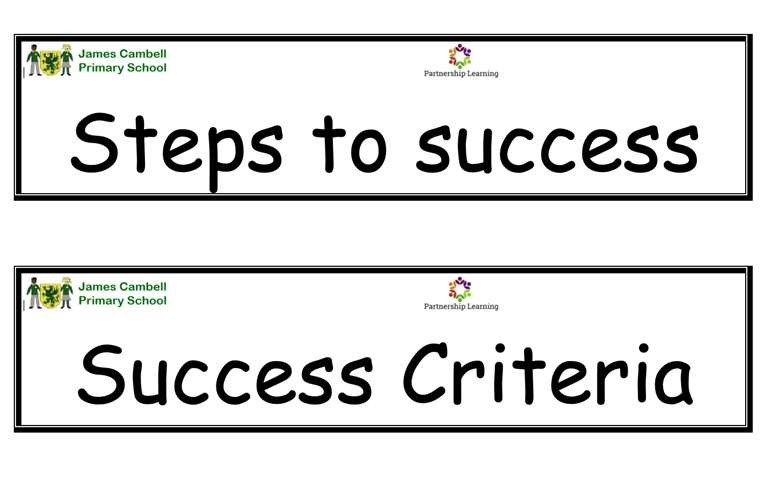 James Cambell
Primary School
Partnership Learning
Steps to success
James Cambell
Primary School
Partnership Learning
Success Criteria